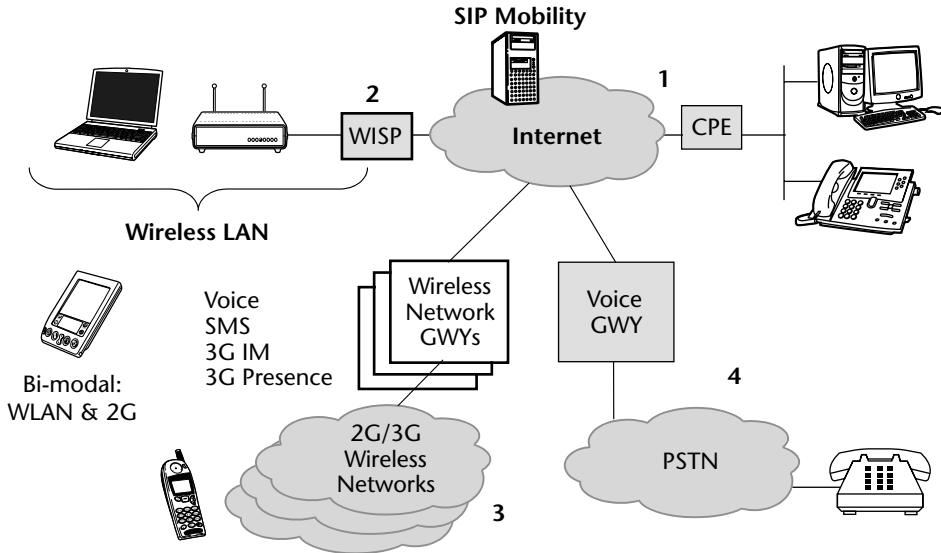 SIP Mobility
1
2
WISP
Internet
CPE
Wireless LAN
Wireless
Network
GWYs
Voice
GWY
Voice
SMS
3G IM
3G Presence
Bi-modal:
WLAN & 2G
4
2G/3G
Wireless
Networks
PSTN
3